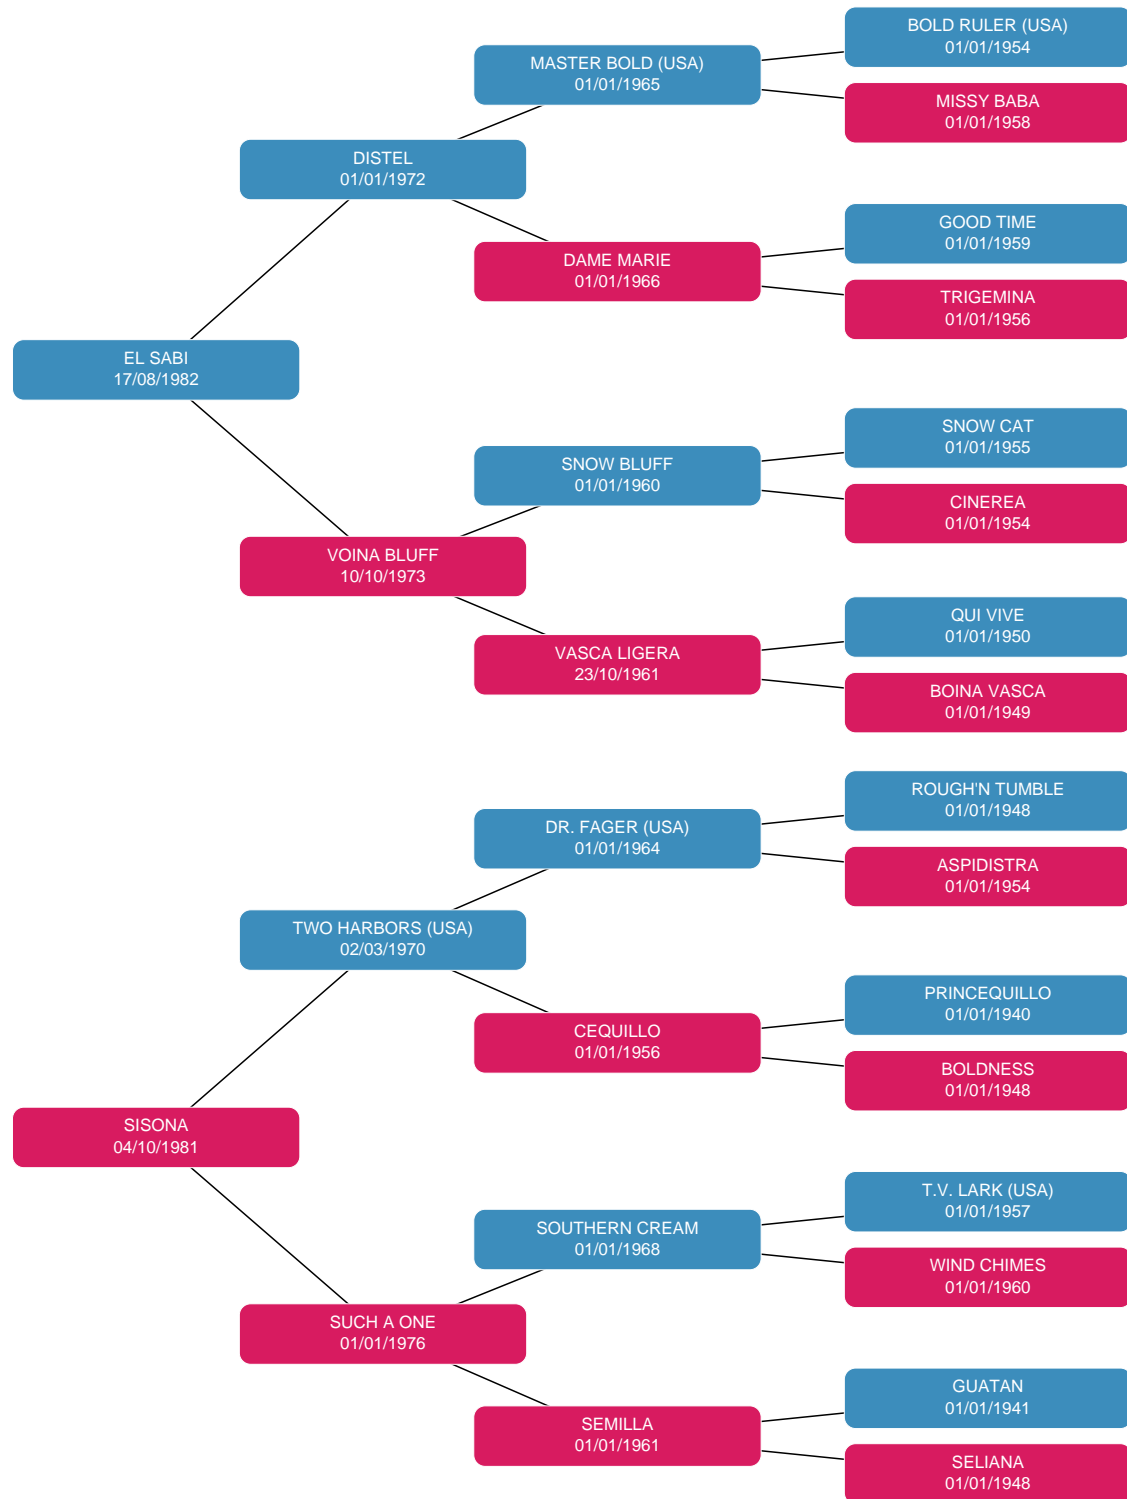 BOLD RULER (USA)
01/01/1954
MASTER BOLD (USA)
01/01/1965
MISSY BABA
01/01/1958
DISTEL
01/01/1972
GOOD TIME
01/01/1959
DAME MARIE
01/01/1966
TRIGEMINA
01/01/1956
EL SABI
17/08/1982
SNOW CAT
01/01/1955
SNOW BLUFF
01/01/1960
CINEREA
01/01/1954
VOINA BLUFF
10/10/1973
QUI VIVE
01/01/1950
VASCA LIGERA
23/10/1961
BOINA VASCA
01/01/1949
ROUGH'N TUMBLE
01/01/1948
DR. FAGER (USA)
01/01/1964
ASPIDISTRA
01/01/1954
TWO HARBORS (USA)
02/03/1970
PRINCEQUILLO
01/01/1940
CEQUILLO
01/01/1956
BOLDNESS
01/01/1948
SISONA
04/10/1981
T.V. LARK (USA)
01/01/1957
SOUTHERN CREAM
01/01/1968
WIND CHIMES
01/01/1960
SUCH A ONE
01/01/1976
GUATAN
01/01/1941
SEMILLA
01/01/1961
SELIANA
01/01/1948